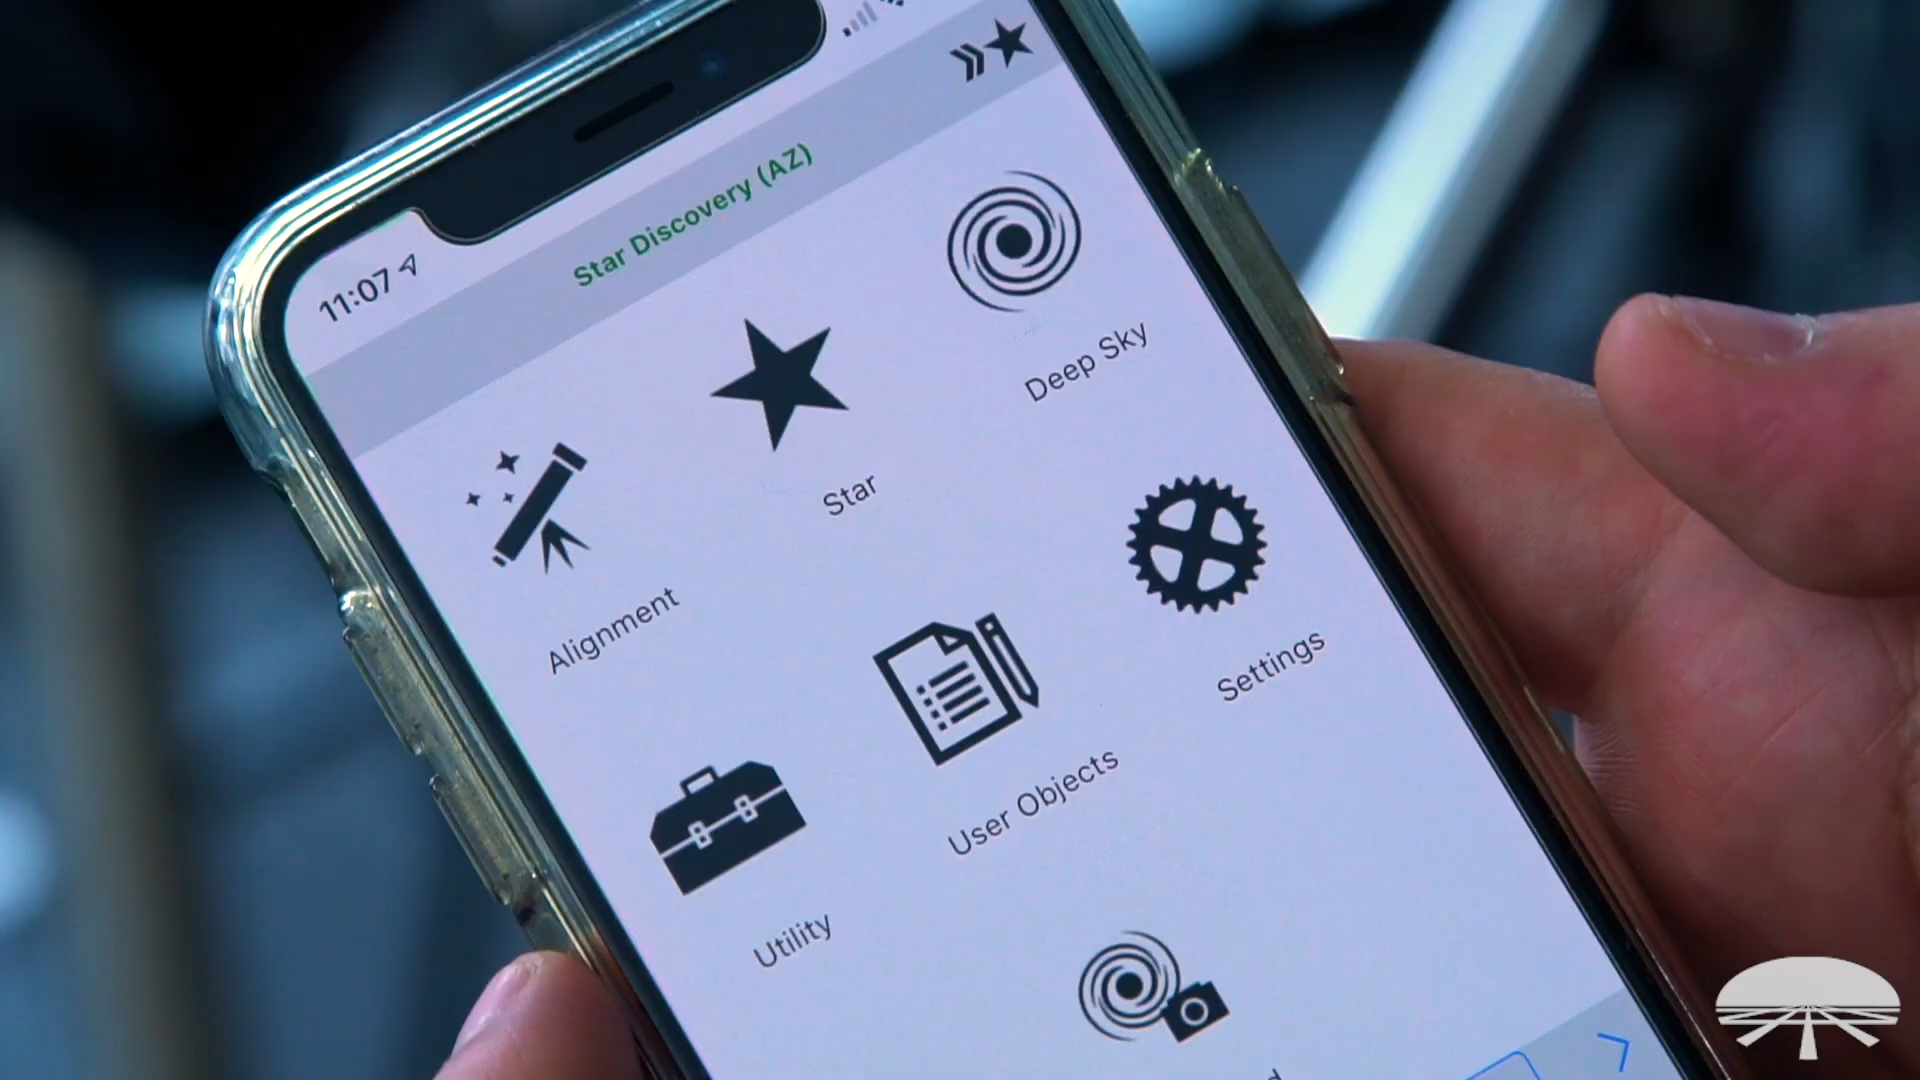 11:07
Star Discovery (AZ)
Alignment
Star
Deep Sky
Utility
User Objects
Settings